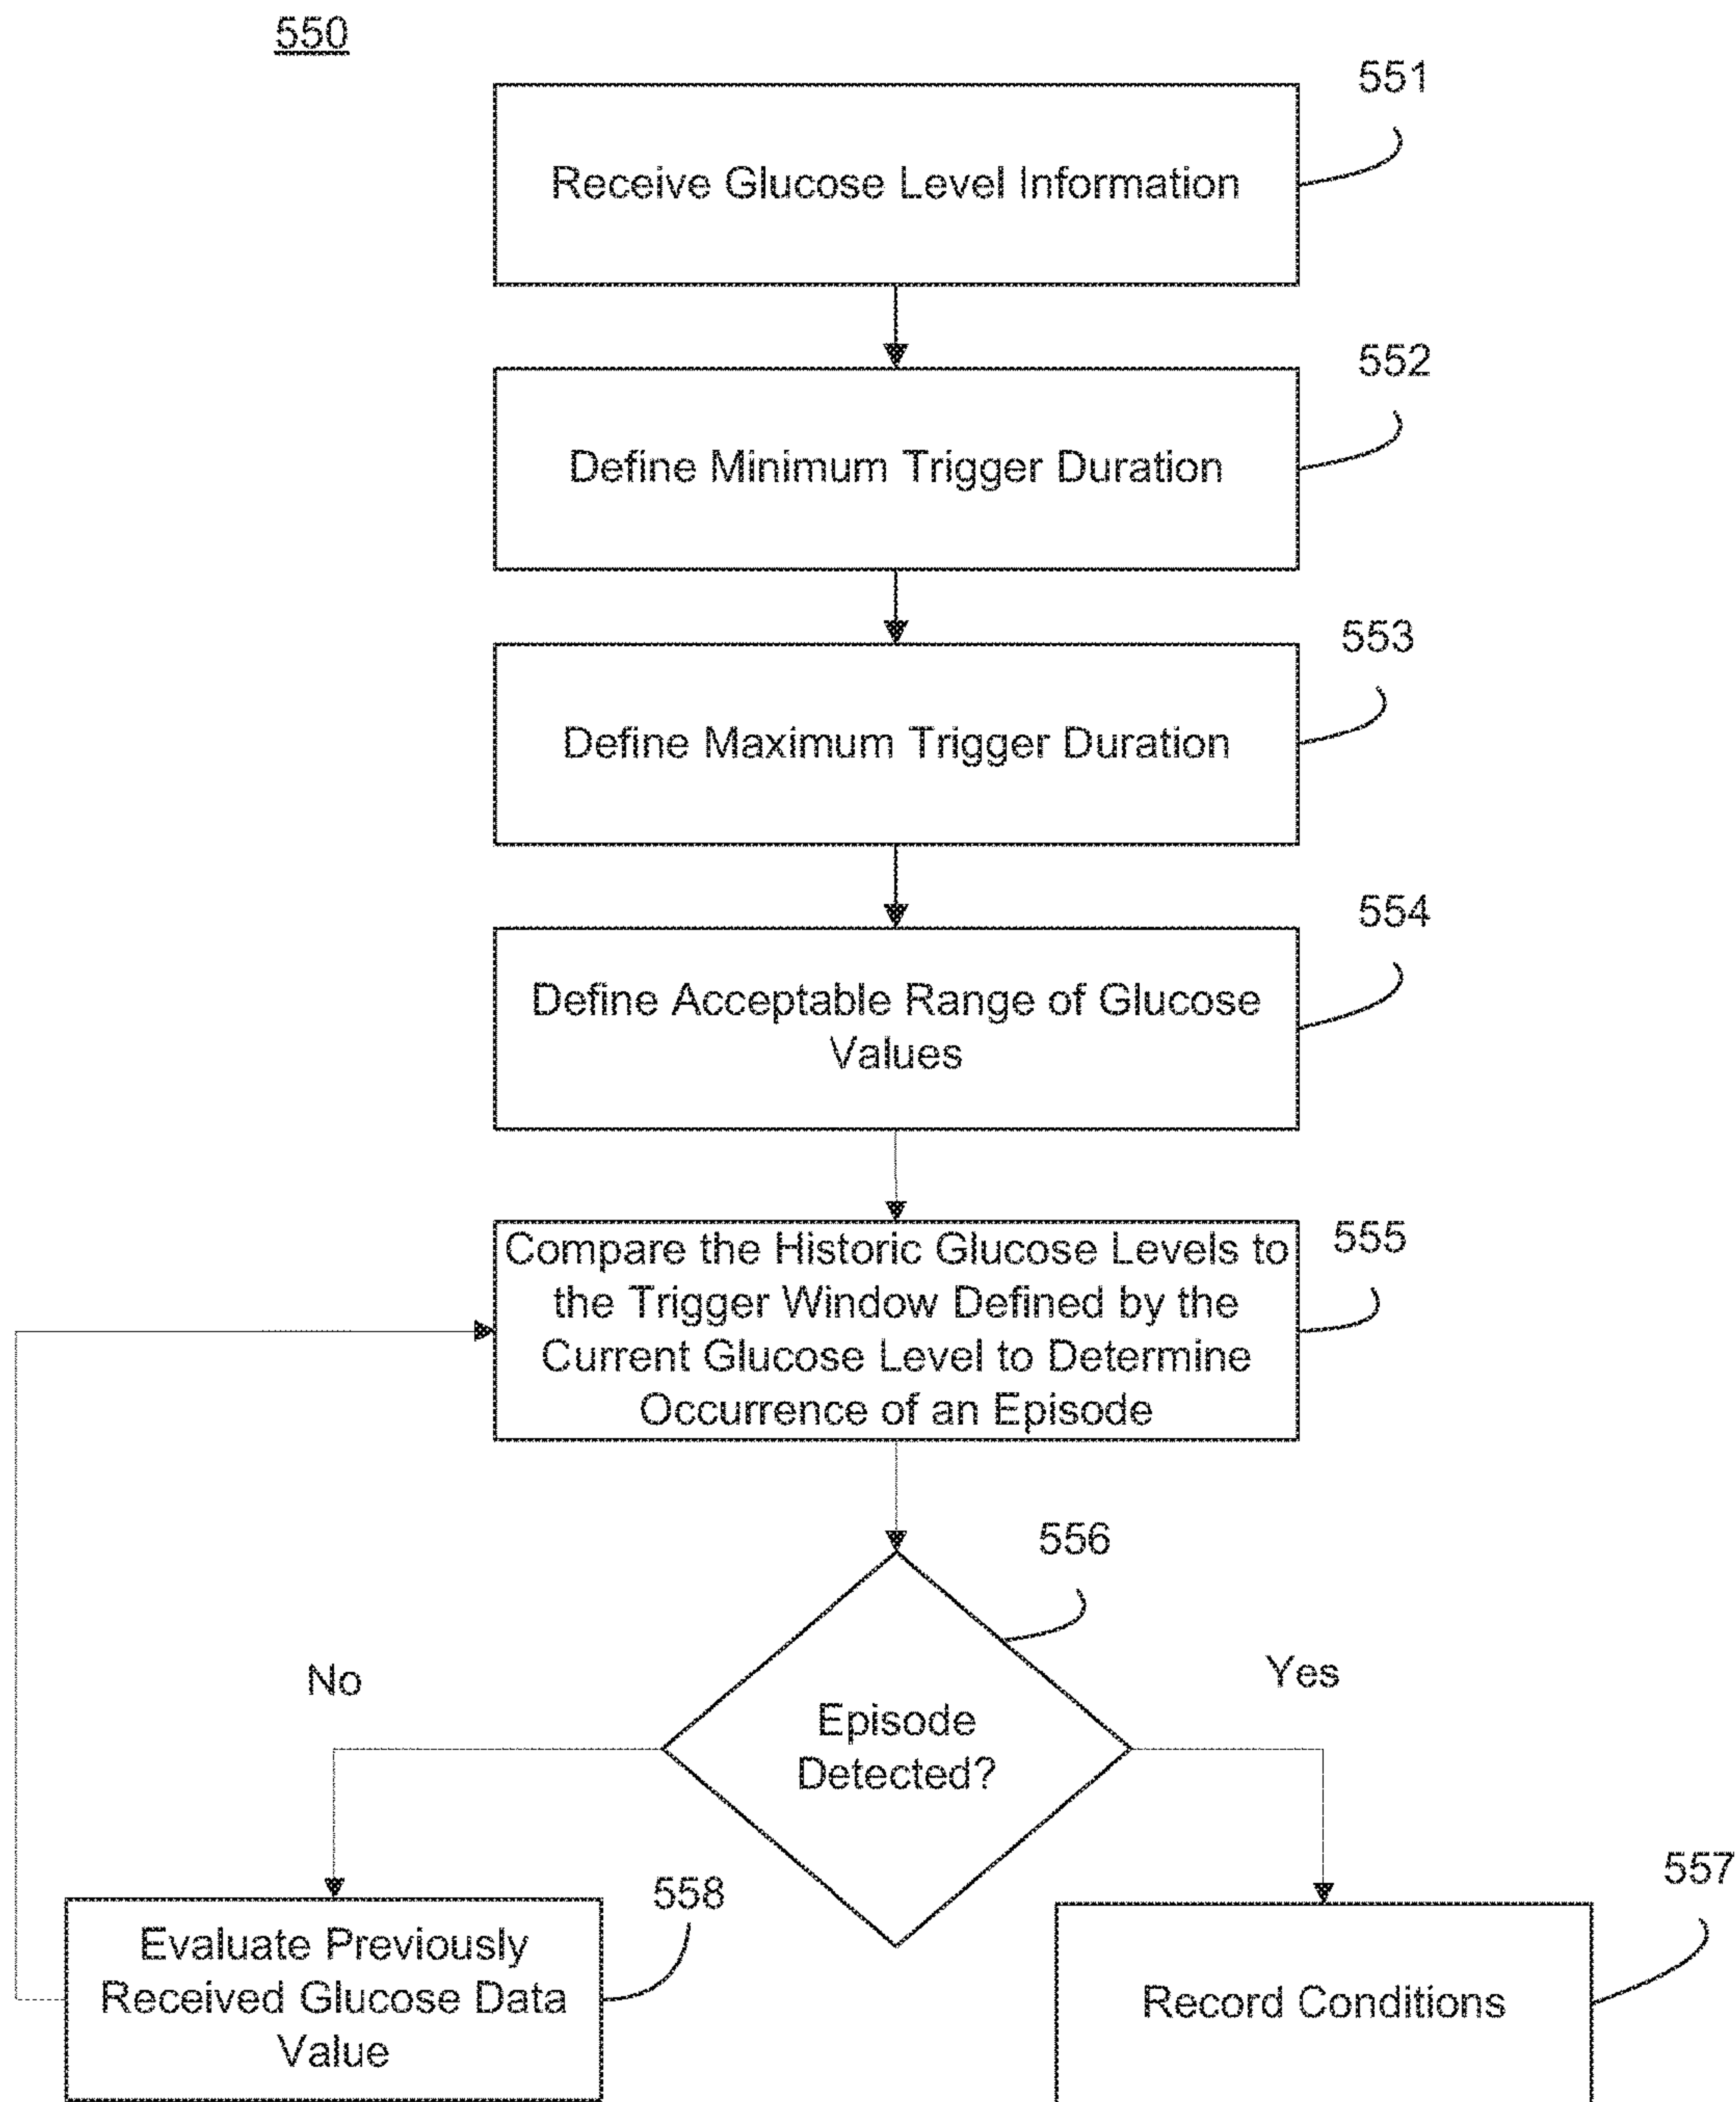 550
551
Receive Glucose Level Information
552
Define Minimum Trigger Duration
553
Define Maximum Trigger Duration
554
Define Acceptable Range of Glucose
Values
555
Compare the Historic Glucose Levels to
the Trigger Window Defined by the
Current Glucose Level to Determine
Occurrence of an Episode
556
No
Yes
Episode
Detected?
558
557
Evaluate Previously
Received Glucose Data
Value
Record Conditions